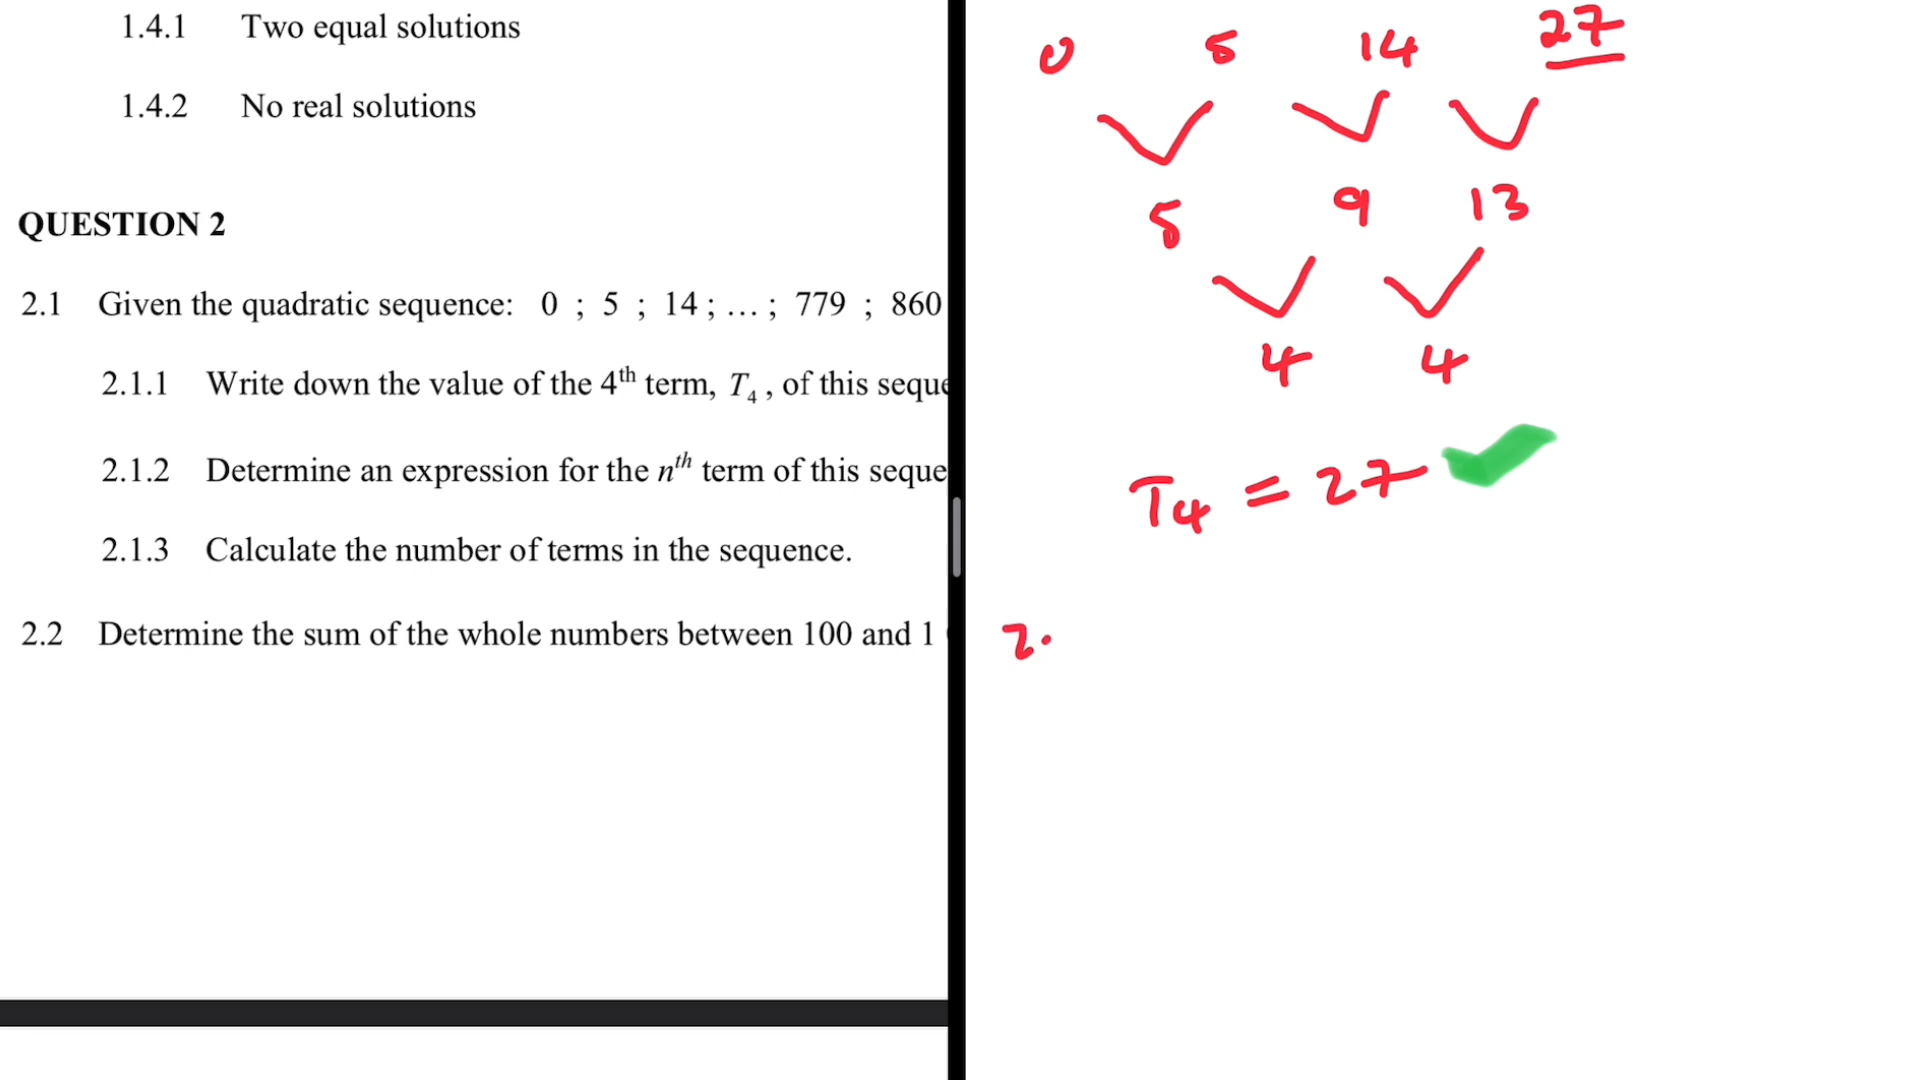 1.4.1 Two equal solutions
1.4.2 No real solutions
QUESTION 2
2.1 Given the quadratic sequence: 0 ; 5 ; 14 ; ... ; 779 ; 860
2.1.1 Write down the value of the 4th term, T₄ , of this seque
2.1.2 Determine an expression for the nth term of this seque
2.1.3 Calculate the number of terms in the sequence.
2.2 Determine the sum of the whole numbers between 100 and 1
0 5 14 27
5 9 13
4 4
T₄ = 27
2.